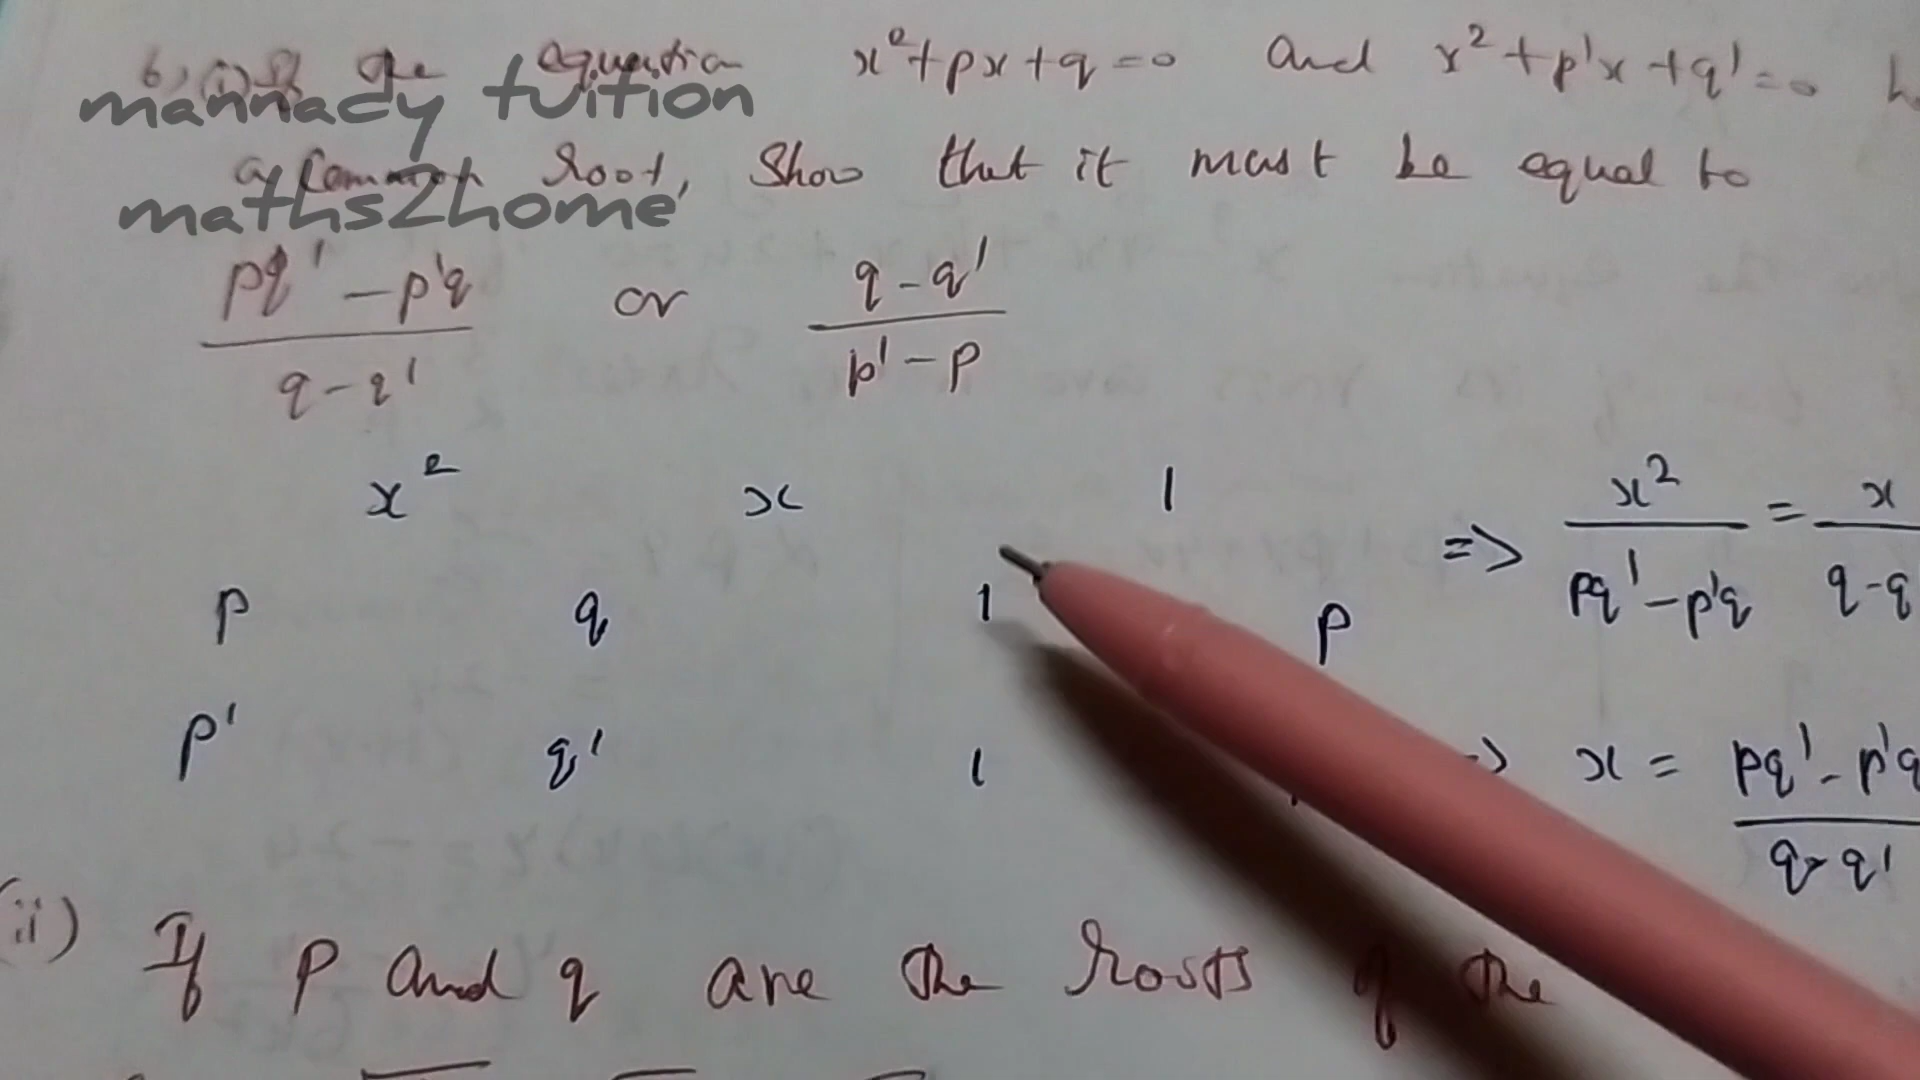 6, (i) If the equation x²+px+q=0 and x²+p'x+q'=0
mannady tuition
a Common root, Show that it must be equal to
maths2home
pq'-p'q / q-q' or q-q' / p'-p
x² x 1 => x² / pq'-p'q = x / q-q
p q 1 p
p' q' 1 => x = pq'-p'q / q-q'
(ii) If p and q are the roots of the